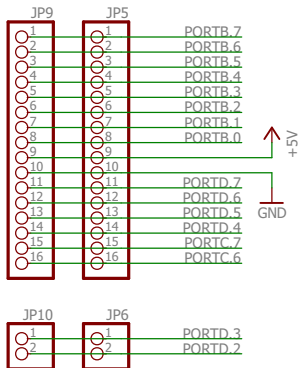 JP9 JP5
1 1 PORTB.7
2 2 PORTB.6
3 3 PORTB.5
4 4 PORTB.4
5 5 PORTB.3
6 6 PORTB.2
7 7 PORTB.1
8 8 PORTB.0
9 9 +5V
10 10 GND
11 11 PORTD.7
12 12 PORTD.6
13 13 PORTD.5
14 14 PORTD.4
15 15 PORTC.7
16 16 PORTC.6
JP10 JP6
1 1 PORTD.3
2 2 PORTD.2